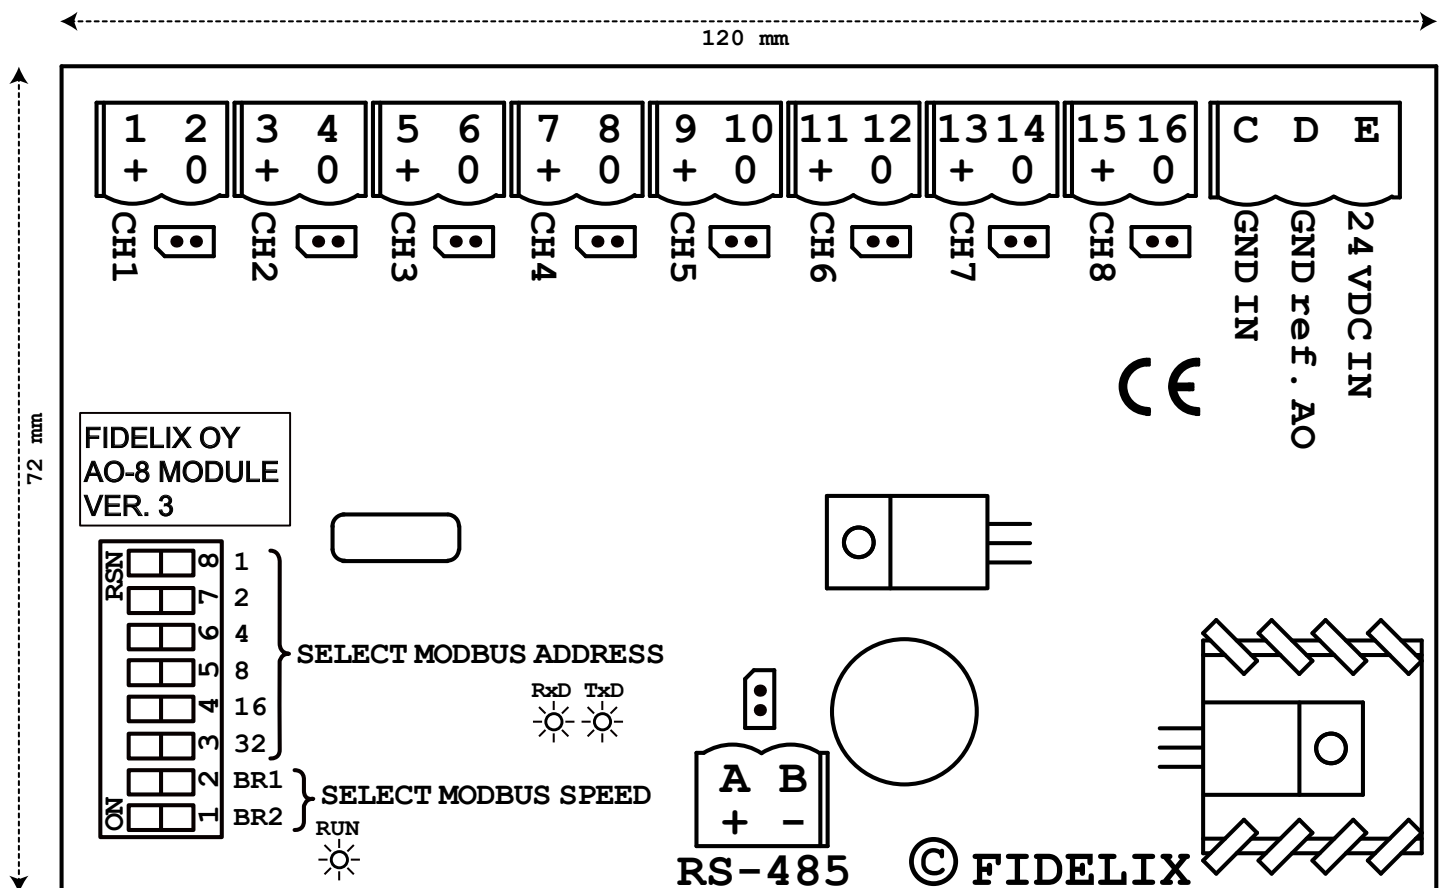 120 mm
72 mm
1 2 3 4 5 6 7 8 9 10 11 12 13 14 15 16 C D E
+ 0 + 0 + 0 + 0 + 0 + 0 + 0 + 0
CH1 CH2 CH3 CH4 CH5 CH6 CH7 CH8
GND IN
GND ref. AO
24 VDC IN
CE
FIDELIX OY
AO-8 MODULE
VER. 3
RSN
8 1
7 2
6 4
5 8
4 16
3 32
2 BR1
1 BR2
ON
SELECT MODBUS ADDRESS
RxD TxD
SELECT MODBUS SPEED
RUN
A B
+ -
RS-485
© FIDELIX